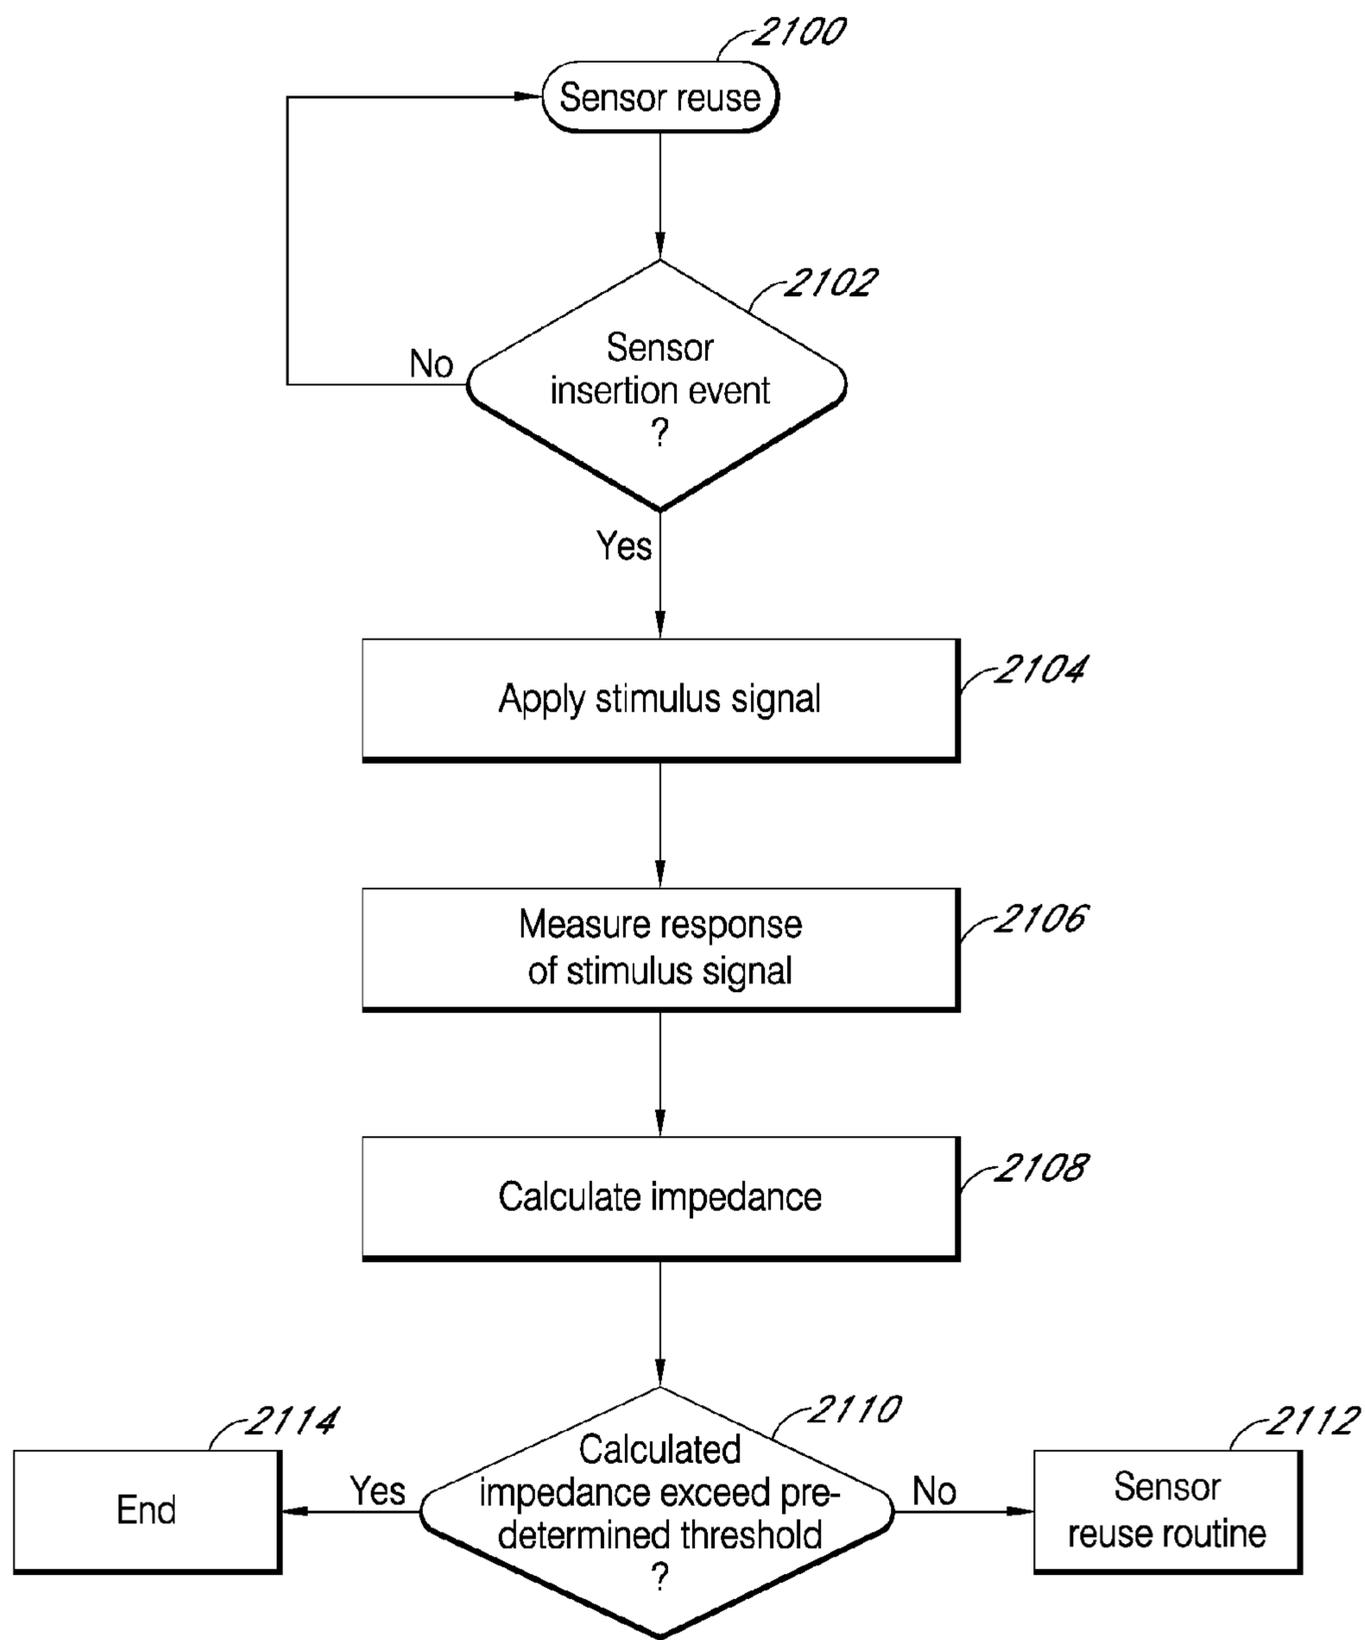 2100
Sensor reuse
2102
Sensor
insertion event
?
No
Yes
2104
Apply stimulus signal
2106
Measure response
of stimulus signal
2108
Calculate impedance
2110
Calculated
impedance exceed pre-
determined threshold
?
Yes
2114
End
No
2112
Sensor
reuse routine